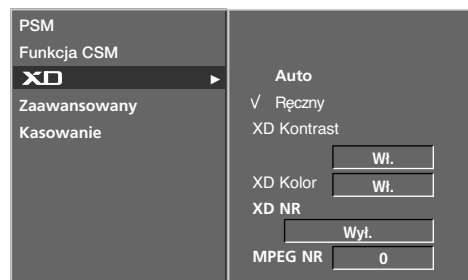 PSM
Funkcja CSM
XD
Zaawansowany
Kasowanie
Auto
√ Ręczny
XD Kontrast
Wł.
XD Kolor Wł.
XD NR
Wył.
MPEG NR 0